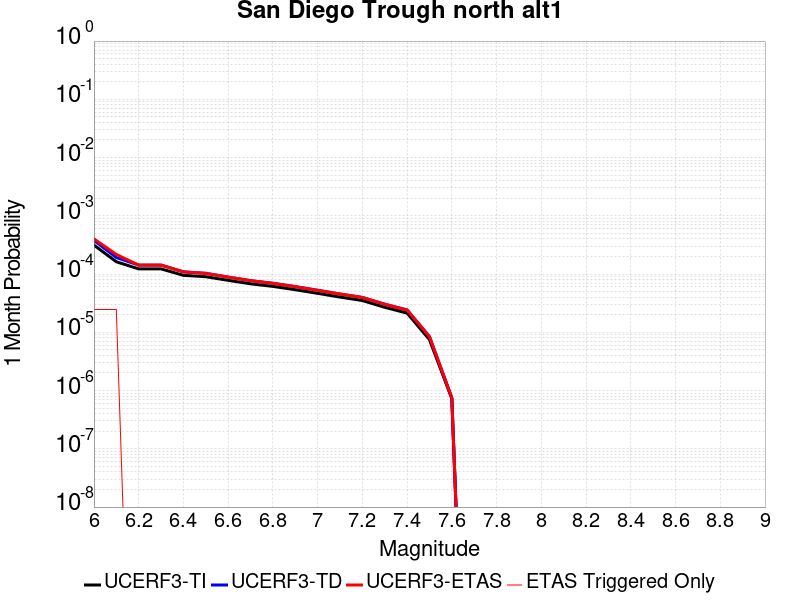 San Diego Trough north alt1
10^0
10^-1
10^-2
10^-3
10^-4
10^-5
10^-6
10^-7
10^-8
1 Month Probability
6 6.2 6.4 6.6 6.8 7 7.2 7.4 7.6 7.8 8 8.2 8.4 8.6 8.8 9
Magnitude
UCERF3-TI UCERF3-TD UCERF3-ETAS ETAS Triggered Only